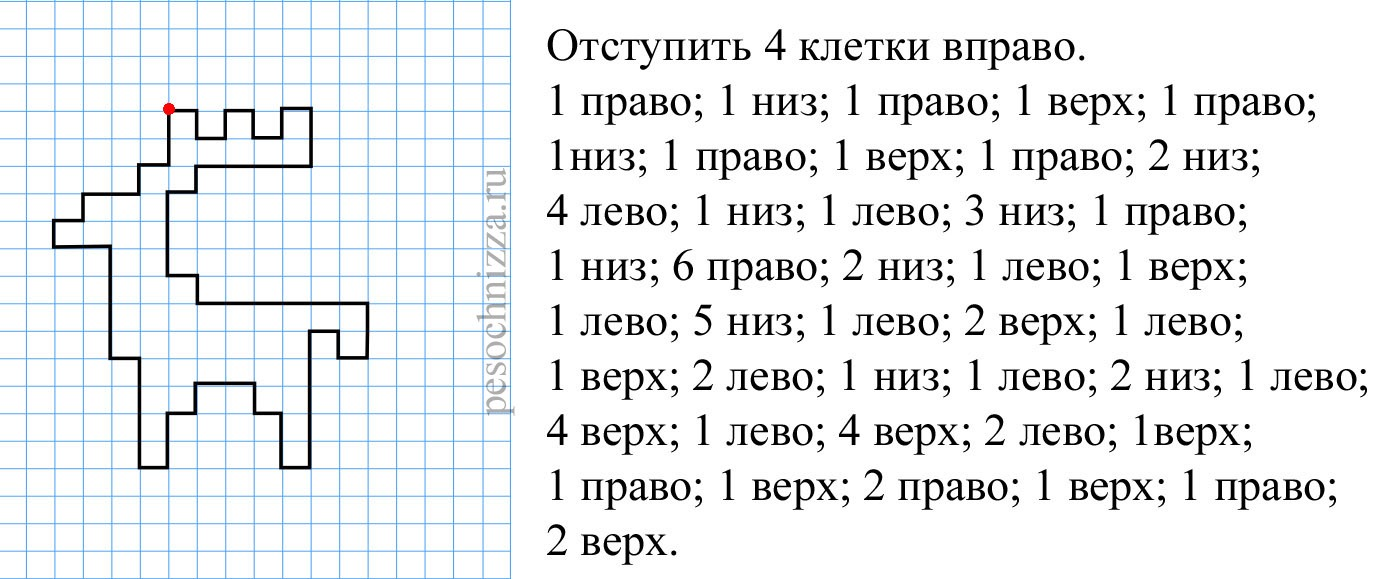 Отступить 4 клетки вправо.
1 право; 1 низ; 1 право; 1 верх; 1 право;
1низ; 1 право; 1 верх; 1 право; 2 низ;
4 лево; 1 низ; 1 лево; 3 низ; 1 право;
1 низ; 6 право; 2 низ; 1 лево; 1 верх;
1 лево; 5 низ; 1 лево; 2 верх; 1 лево;
1 верх; 2 лево; 1 низ; 1 лево; 2 низ; 1 лево;
4 верх; 1 лево; 4 верх; 2 лево; 1верх;
1 право; 1 верх; 2 право; 1 верх; 1 право;
2 верх.
pesochnizza.ru